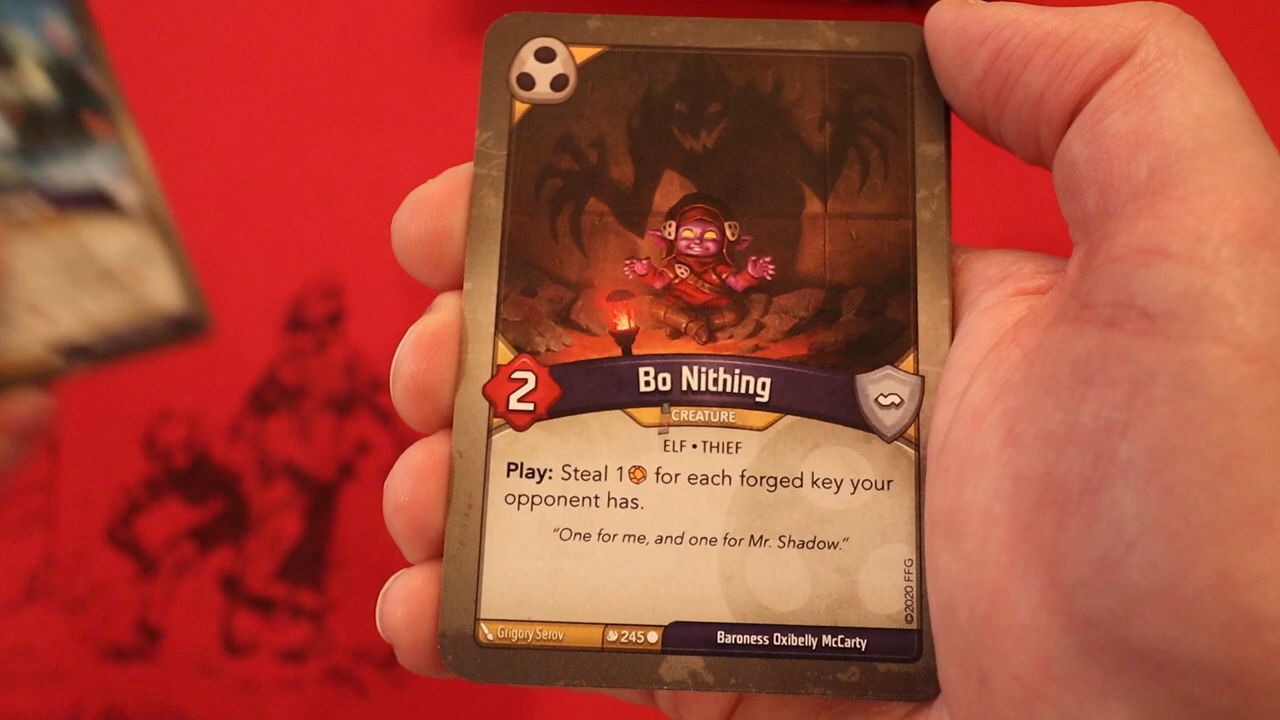 Bo Nithing
2
CREATURE
ELF • THIEF
Play: Steal 1 for each forged key your
opponent has.
"One for me, and one for Mr. Shadow."
©2020 FFG
Grigory Serov
245
Baroness Oxibelly McCarty